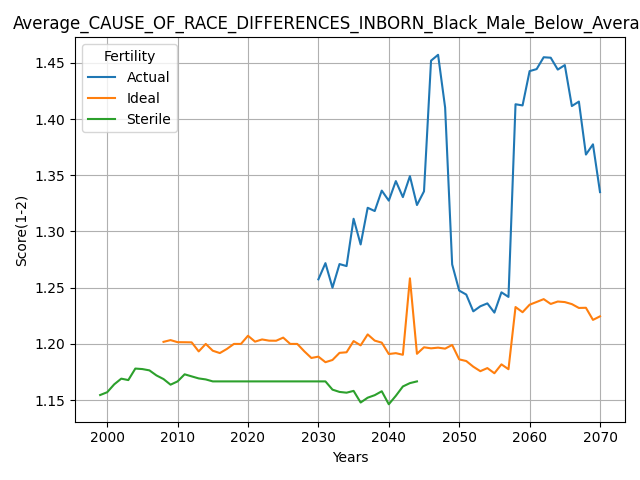 Average_CAUSE_OF_RACE_DIFFERENCES_INBORN_Black_Male_Below_Avera
Fertility
Actual
Ideal
Sterile
Score(1-2)
1.45
1.40
1.35
1.30
1.25
1.20
1.15
2000 2010 2020 2030 2040 2050 2060 2070
Years